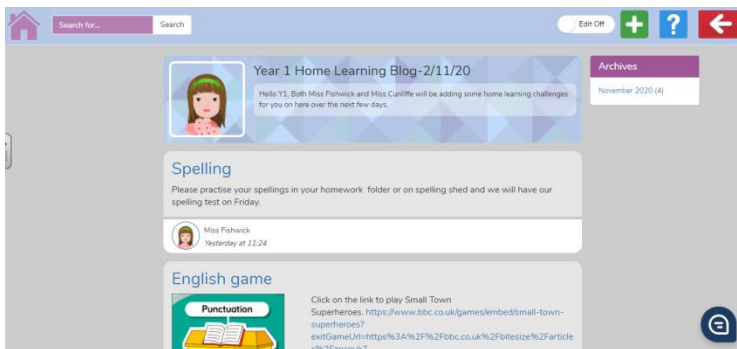 Search for...
Search
Edit Off
Year 1 Home Learning Blog-2/11/20
Hello Y1, Both Miss Fishwick and Miss Cunliffe will be adding some home learning challenges
for you on here over the next few days.
Archives
November 2020 (4)
Spelling
Please practise your spellings in your homework folder or on spelling shed and we will have our
spelling test on Friday.
Miss Fishwick
Yesterday at 11:24
English game
Punctuation
Click on the link to play Small Town
Superheroes. https://www.bbc.co.uk/games/embed/small-town-
superheroes?
exitGameUrl=https%3A%2F%2Fbbc.co.uk%2Fbitesize%2Farticle